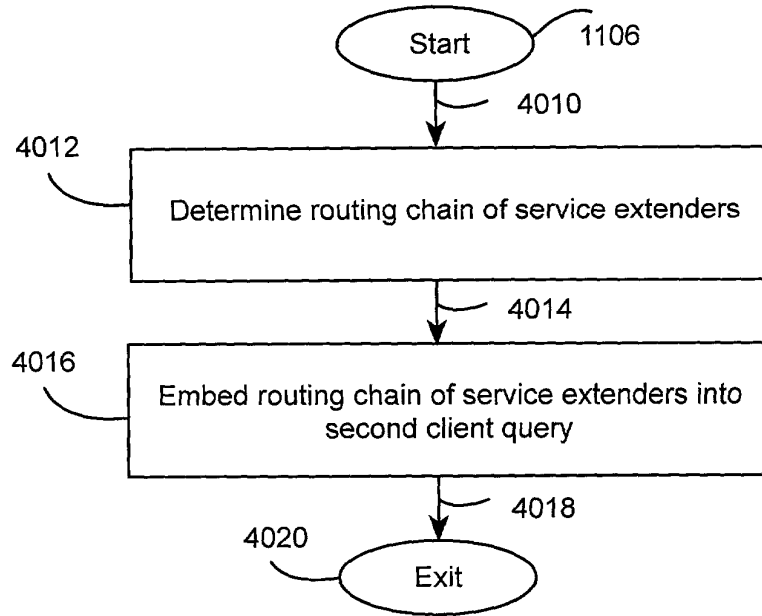 Start
1106
4010
4012
Determine routing chain of service extenders
4014
4016
Embed routing chain of service extenders into
second client query
4018
4020
Exit